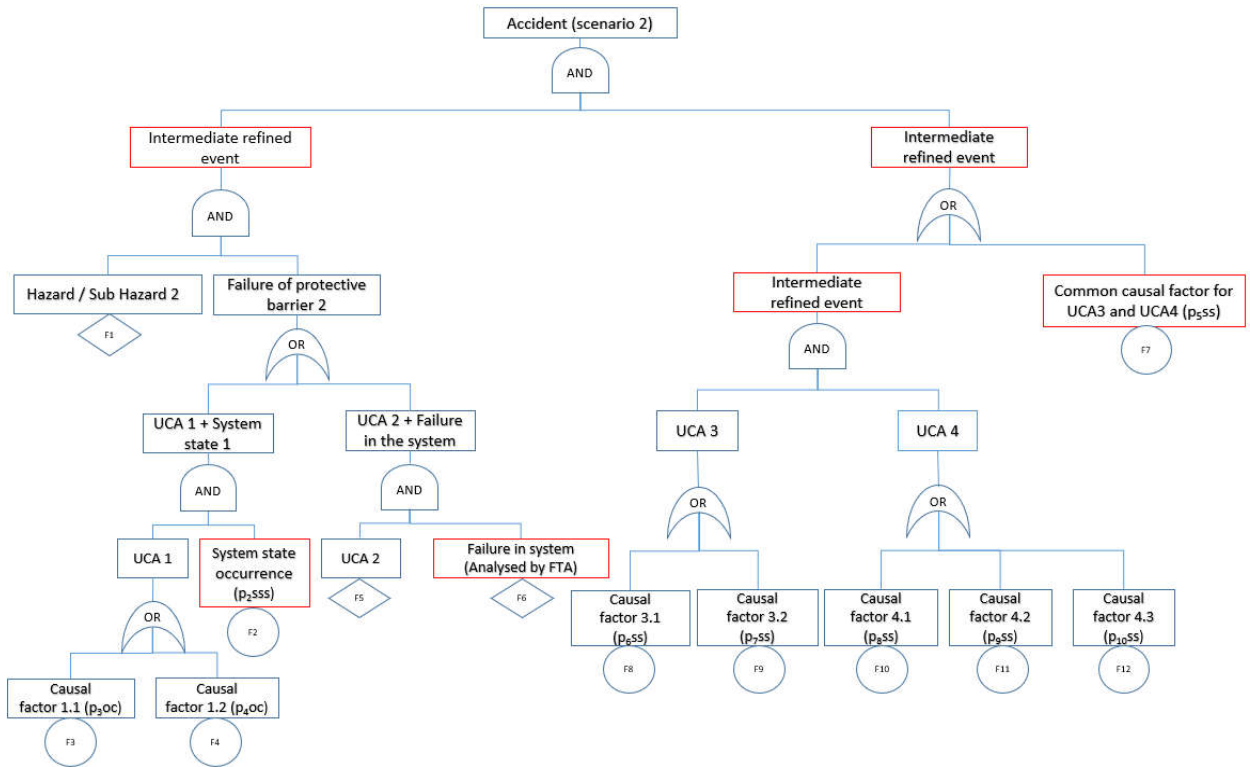 Accident (scenario 2)
AND
Intermediate refined
event
Intermediate
refined event
AND
OR
Hazard / Sub Hazard 2
F1
Failure of protective
barrier 2
Intermediate
refined event
Common causal factor for
UCA3 and UCA4 (p₅ss)
F7
OR
AND
UCA 1 + System
state 1
UCA 2 + Failure
in the system
UCA 3
UCA 4
AND
AND
OR
OR
UCA 1
System state
occurrence
(p₂sss)
F2
UCA 2
F5
Failure in system
(Analysed by FTA)
F6
Causal
factor 3.1
(p₆ss)
F8
Causal
factor 3.2
(p₇ss)
F9
Causal
factor 4.1
(p₈ss)
F10
Causal
factor 4.2
(p₉ss)
F11
Causal
factor 4.3
(p₁₀ss)
F12
OR
Causal
factor 1.1 (p₃oc)
F3
Causal
factor 1.2 (p₄oc)
F4